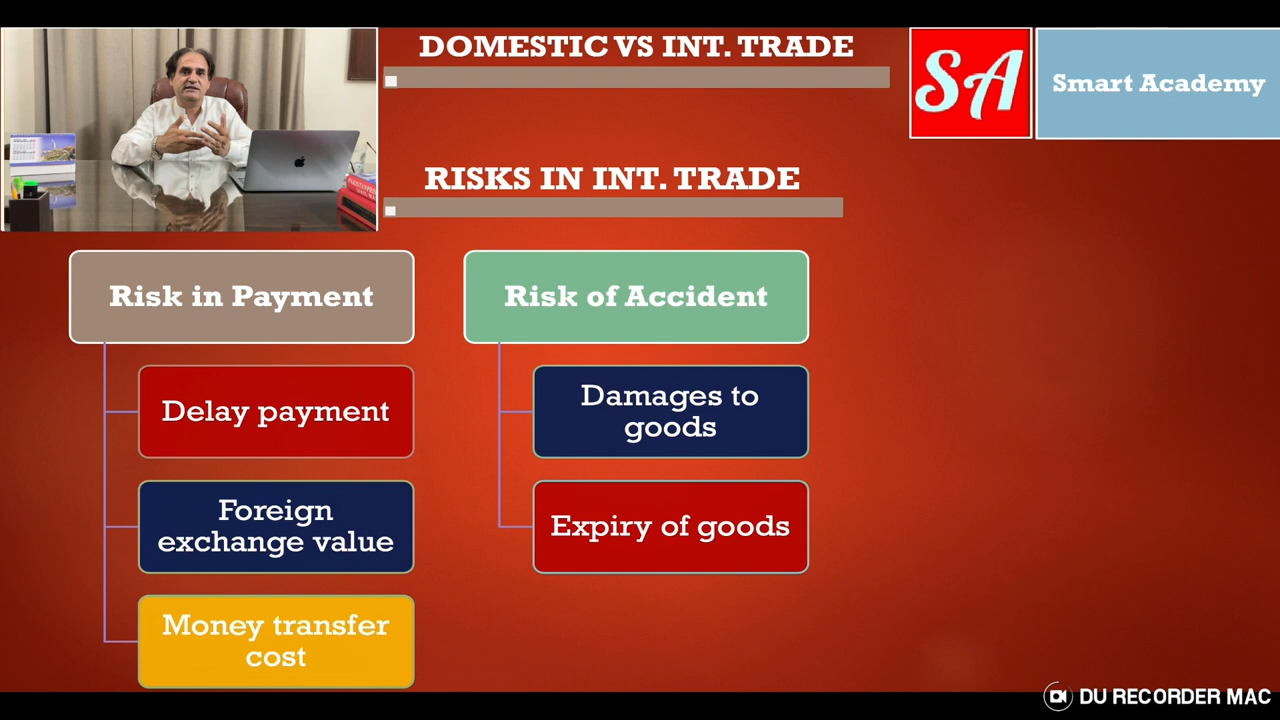 DOMESTIC VS INT. TRADE
SA
Smart Academy
RISKS IN INT. TRADE
Risk in Payment
Risk of Accident
Delay payment
Damages to
goods
Foreign
exchange value
Expiry of goods
Money transfer
cost
DU RECORDER MAC